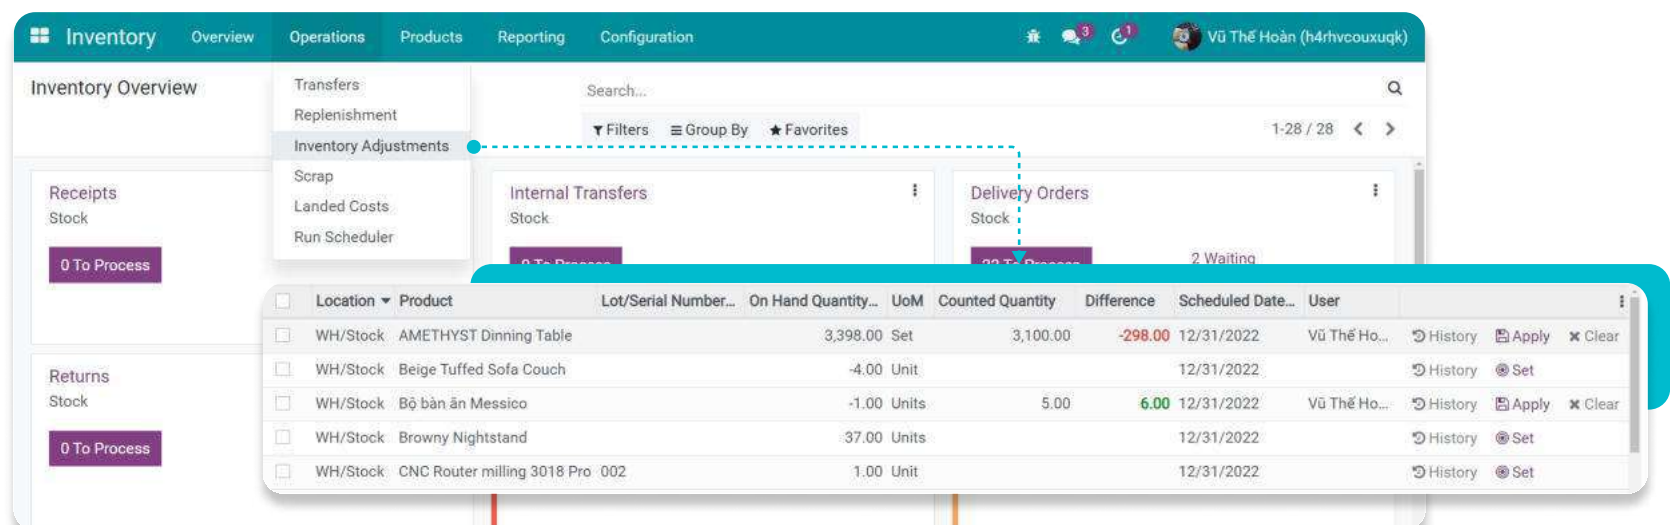 Inventory Overview Operations Products Reporting Configuration 3 1 Vũ Thế Hoàn (h4rhvcouxuqk)
Inventory Overview
Search...
Filters Group By Favorites 1-28 / 28
Transfers
Replenishment
Inventory Adjustments
Scrap
Landed Costs
Run Scheduler
Receipts
Stock
0 To Process
Internal Transfers
Stock
0 To Process
Delivery Orders
Stock
22 To Process 2 Waiting
Returns
Stock
0 To Process
Location Product Lot/Serial Number... On Hand Quantity... UoM Counted Quantity Difference Scheduled Date... User
WH/Stock AMETHYST Dinning Table 3,398.00 Set 3,100.00 -298.00 12/31/2022 Vũ Thế Ho... History Apply Clear
WH/Stock Beige Tuffed Sofa Couch -4.00 Unit 12/31/2022 History Set
WH/Stock Bộ bàn ăn Messico -1.00 Units 5.00 6.00 12/31/2022 Vũ Thế Ho... History Apply Clear
WH/Stock Browny Nightstand 37.00 Units 12/31/2022 History Set
WH/Stock CNC Router milling 3018 Pro 002 1.00 Unit 12/31/2022 History Set